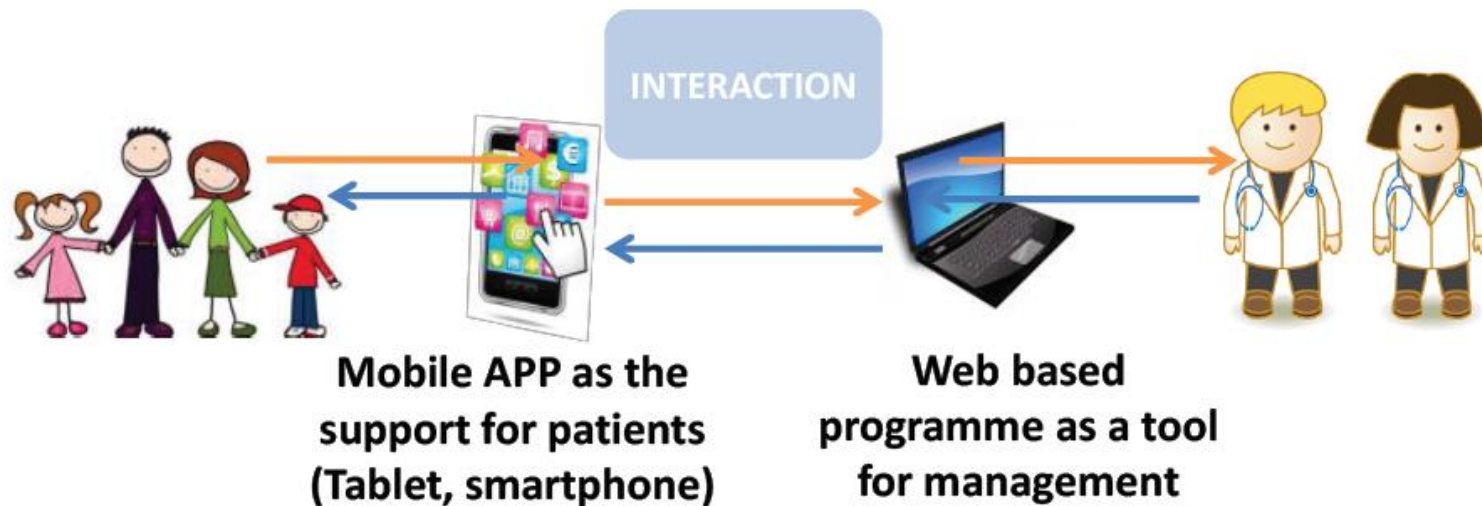 INTERACTION
Mobile APP as the
support for patients
(Tablet, smartphone)
Web based
programme as a tool
for management